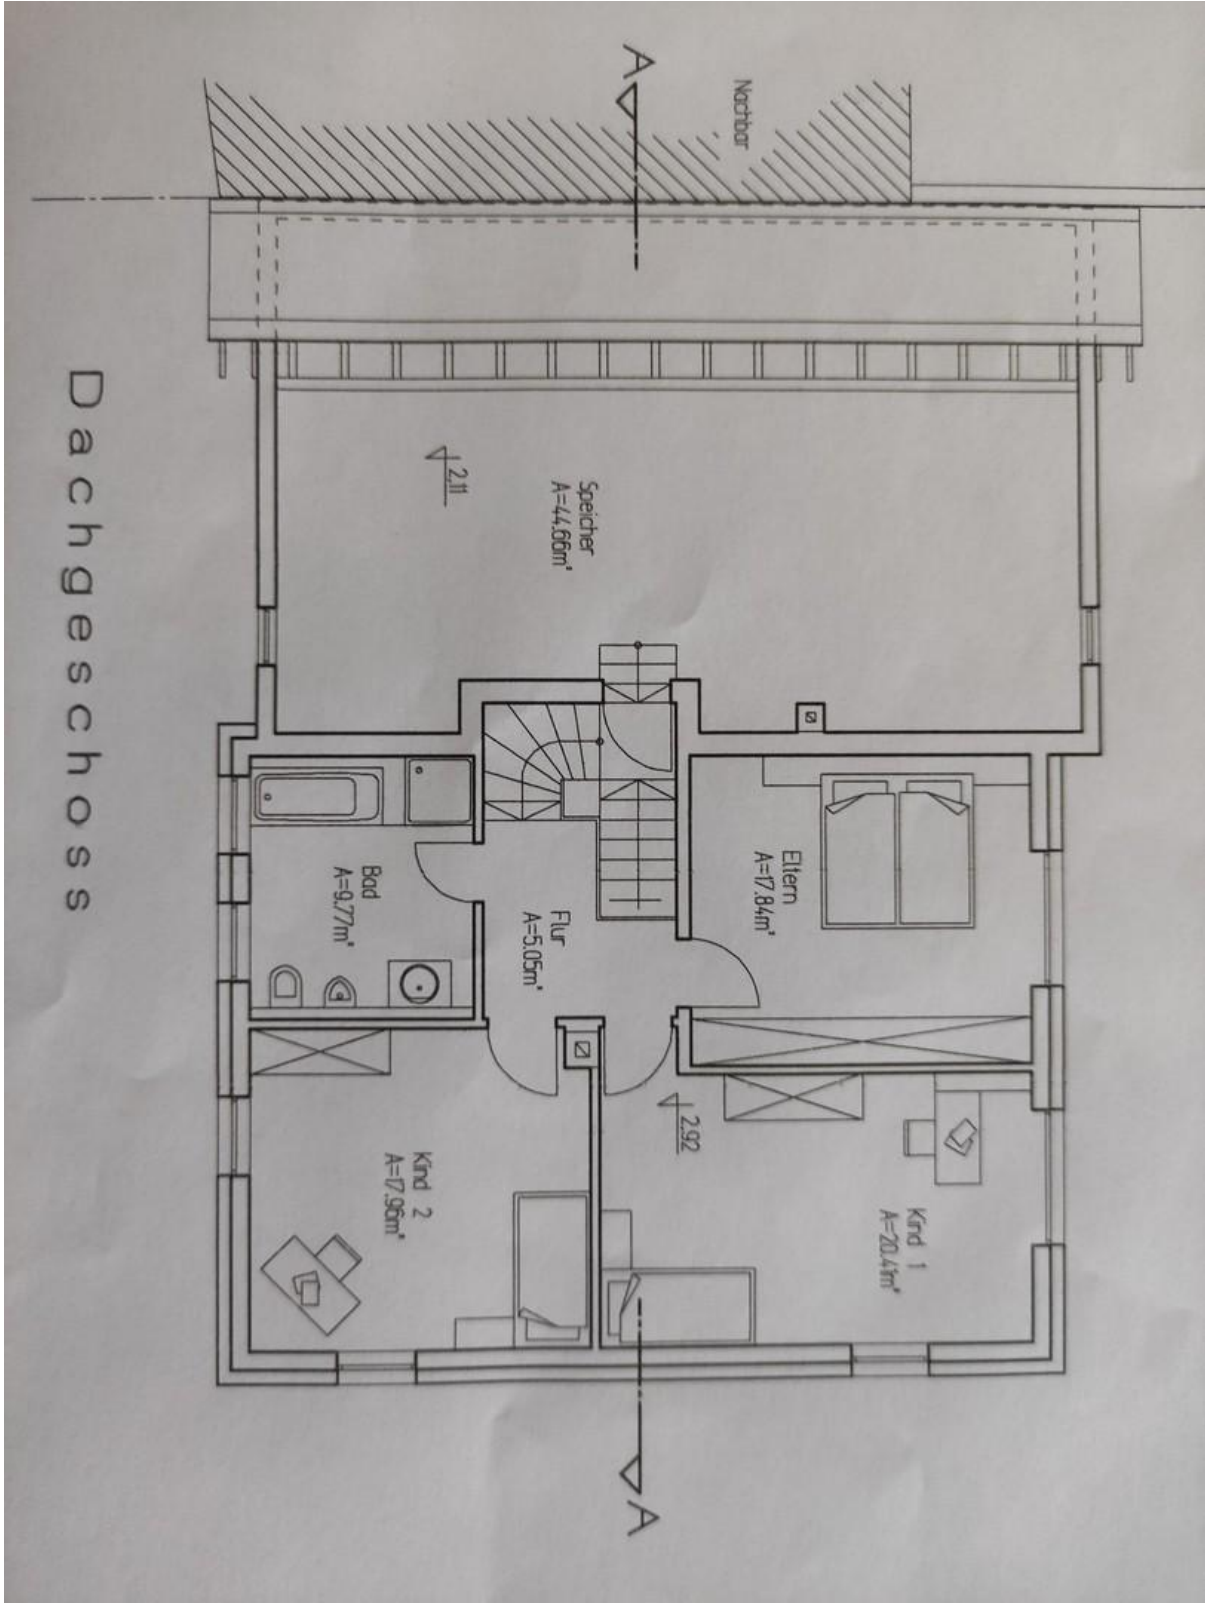 A
Nachbar
Speicher
A=44.66m²
2.11
Eltern
A=17.84m²
Bad
A=9.77m²
Flur
A=5.05m²
2.92
Kind 1
A=20.41m²
Kind 2
A=17.96m²
A
Dachgeschoss